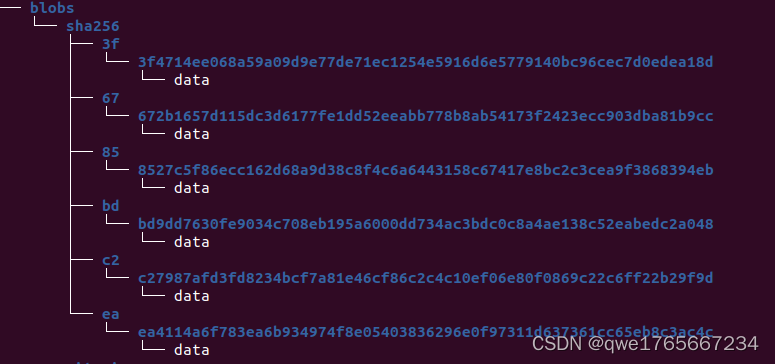 blobs
sha256
3f
3f4714ee068a59a09d9e77de71ec1254e5916d6e5779140bc96cec7d0edea18d
data
67
672b1657d115dc3d6177fe1dd52eeabb778b8ab54173f2423ecc903dba81b9cc
data
85
8527c5f86ecc162d68a9d38c8f4c6a6443158c67417e8bc2c3cea9f3868394eb
data
bd
bd9dd7630fe9034c708eb195a6000dd734ac3bdc0c8a4ae138c52eabedc2a048
data
c2
c27987afd3fd8234bcf7a81e46cf86c2c4c10ef06e80f0869c22c6ff22b29f9d
data
ea
ea4114a6f783ea6b934974f8e05403836296e0f97311d637361cc65eb8c3ac4c
data
CSDN @qwe1765667234